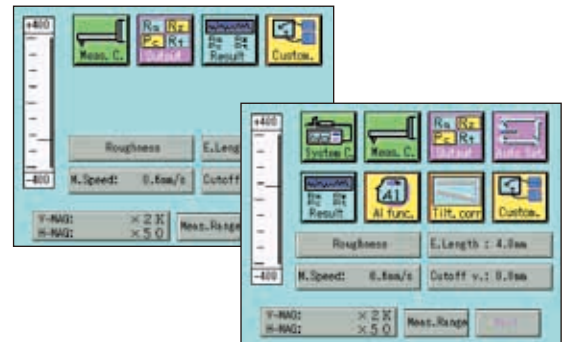 +400
Ra Rz
Pc Rt
Meas. C.
Output
Result
Custom.
Roughness
E.Leng
-400
M.Speed: 0.6mm/s
Cutoff
V-MAG: ×2K
H-MAG: ×50
Meas.Range
+400
Ra Rz
Pc Rt
System C.
Meas. C.
Output
Auto Set.
AI
Result
AI func.
Tilt. corr
Custom.
Roughness
E.Length : 4.0mm
-400
M.Speed: 0.6mm/s
Cutoff v.: 0.8mm
V-MAG: ×2K
H-MAG: ×50
Meas.Range